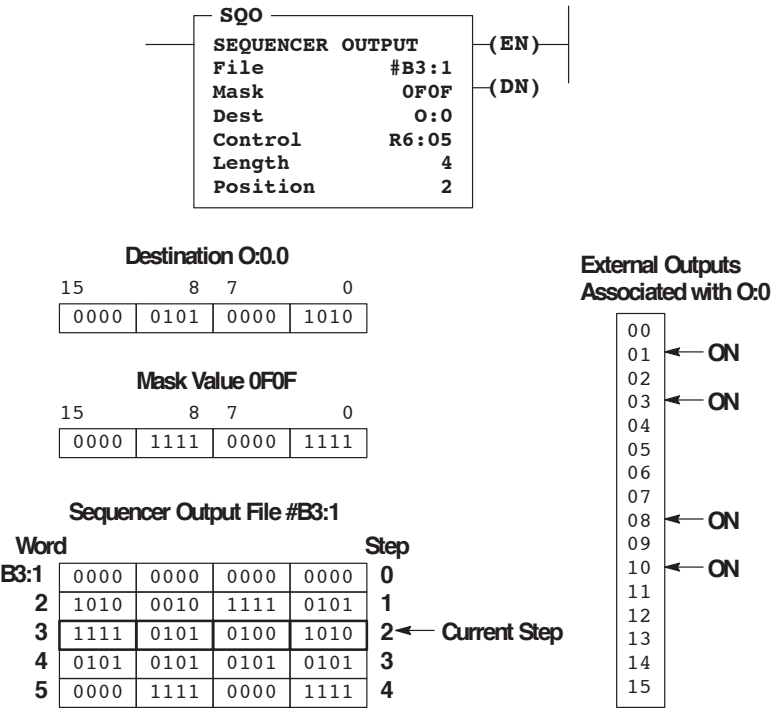 SQO
SEQUENCER OUTPUT
File #B3:1
Mask 0F0F
Dest O:0
Control R6:05
Length 4
Position 2
(EN)
(DN)
Destination O:0.0
15 8 7 0
0000 0101 0000 1010
Mask Value 0F0F
15 8 7 0
0000 1111 0000 1111
Sequencer Output File #B3:1
Word Step
B3:1 0000 0000 0000 0000 0
2 1010 0010 1111 0101 1
3 1111 0101 0100 1010 2 Current Step
4 0101 0101 0101 0101 3
5 0000 1111 0000 1111 4
External Outputs
Associated with O:0
00
01 ON
02
03 ON
04
05
06
07
08 ON
09
10 ON
11
12
13
14
15